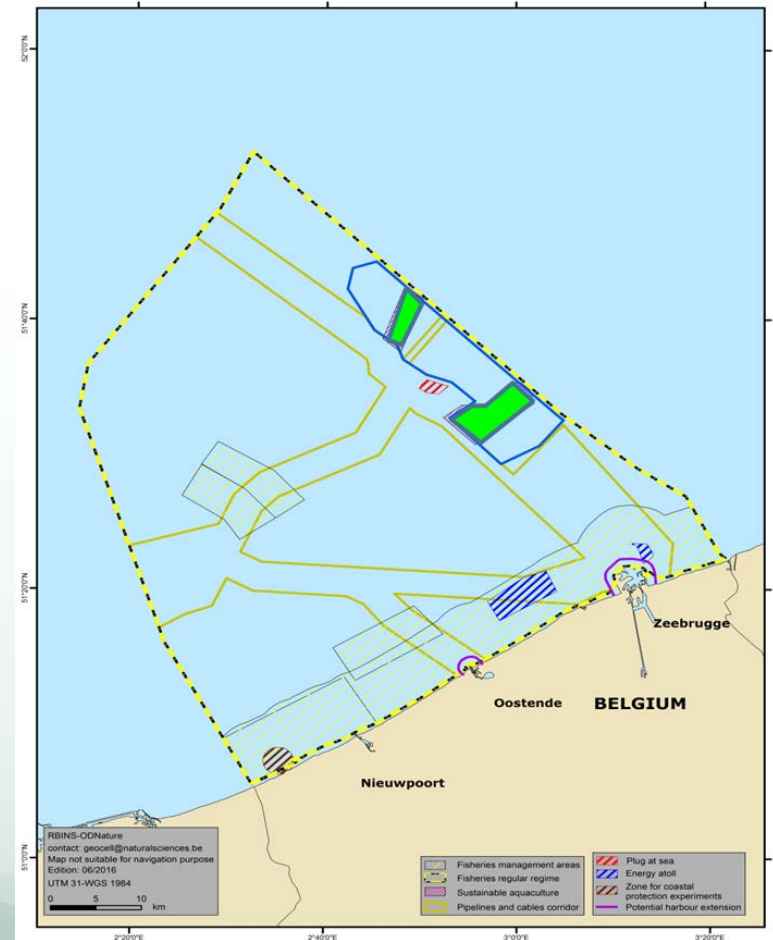 52°0'0"N
51°40'0"N
51°20'0"N
51°0'0"N
Zeebrugge
Oostende
BELGIUM
Nieuwpoort
RBINS-ODNature
contact: geocell@naturalsciences.be
Map not suitable for navigation purpose
Edition: 06/2016
UTM 31-WGS 1984
0 5 10
km
Fisheries management areas
Fisheries regular regime
Sustainable aquaculture
Pipelines and cables corridor
Plug at sea
Energy atoll
Zone for coastal
protection experiments
Potential harbour extension
2°20'0"E
2°40'0"E
3°0'0"E
3°20'0"E